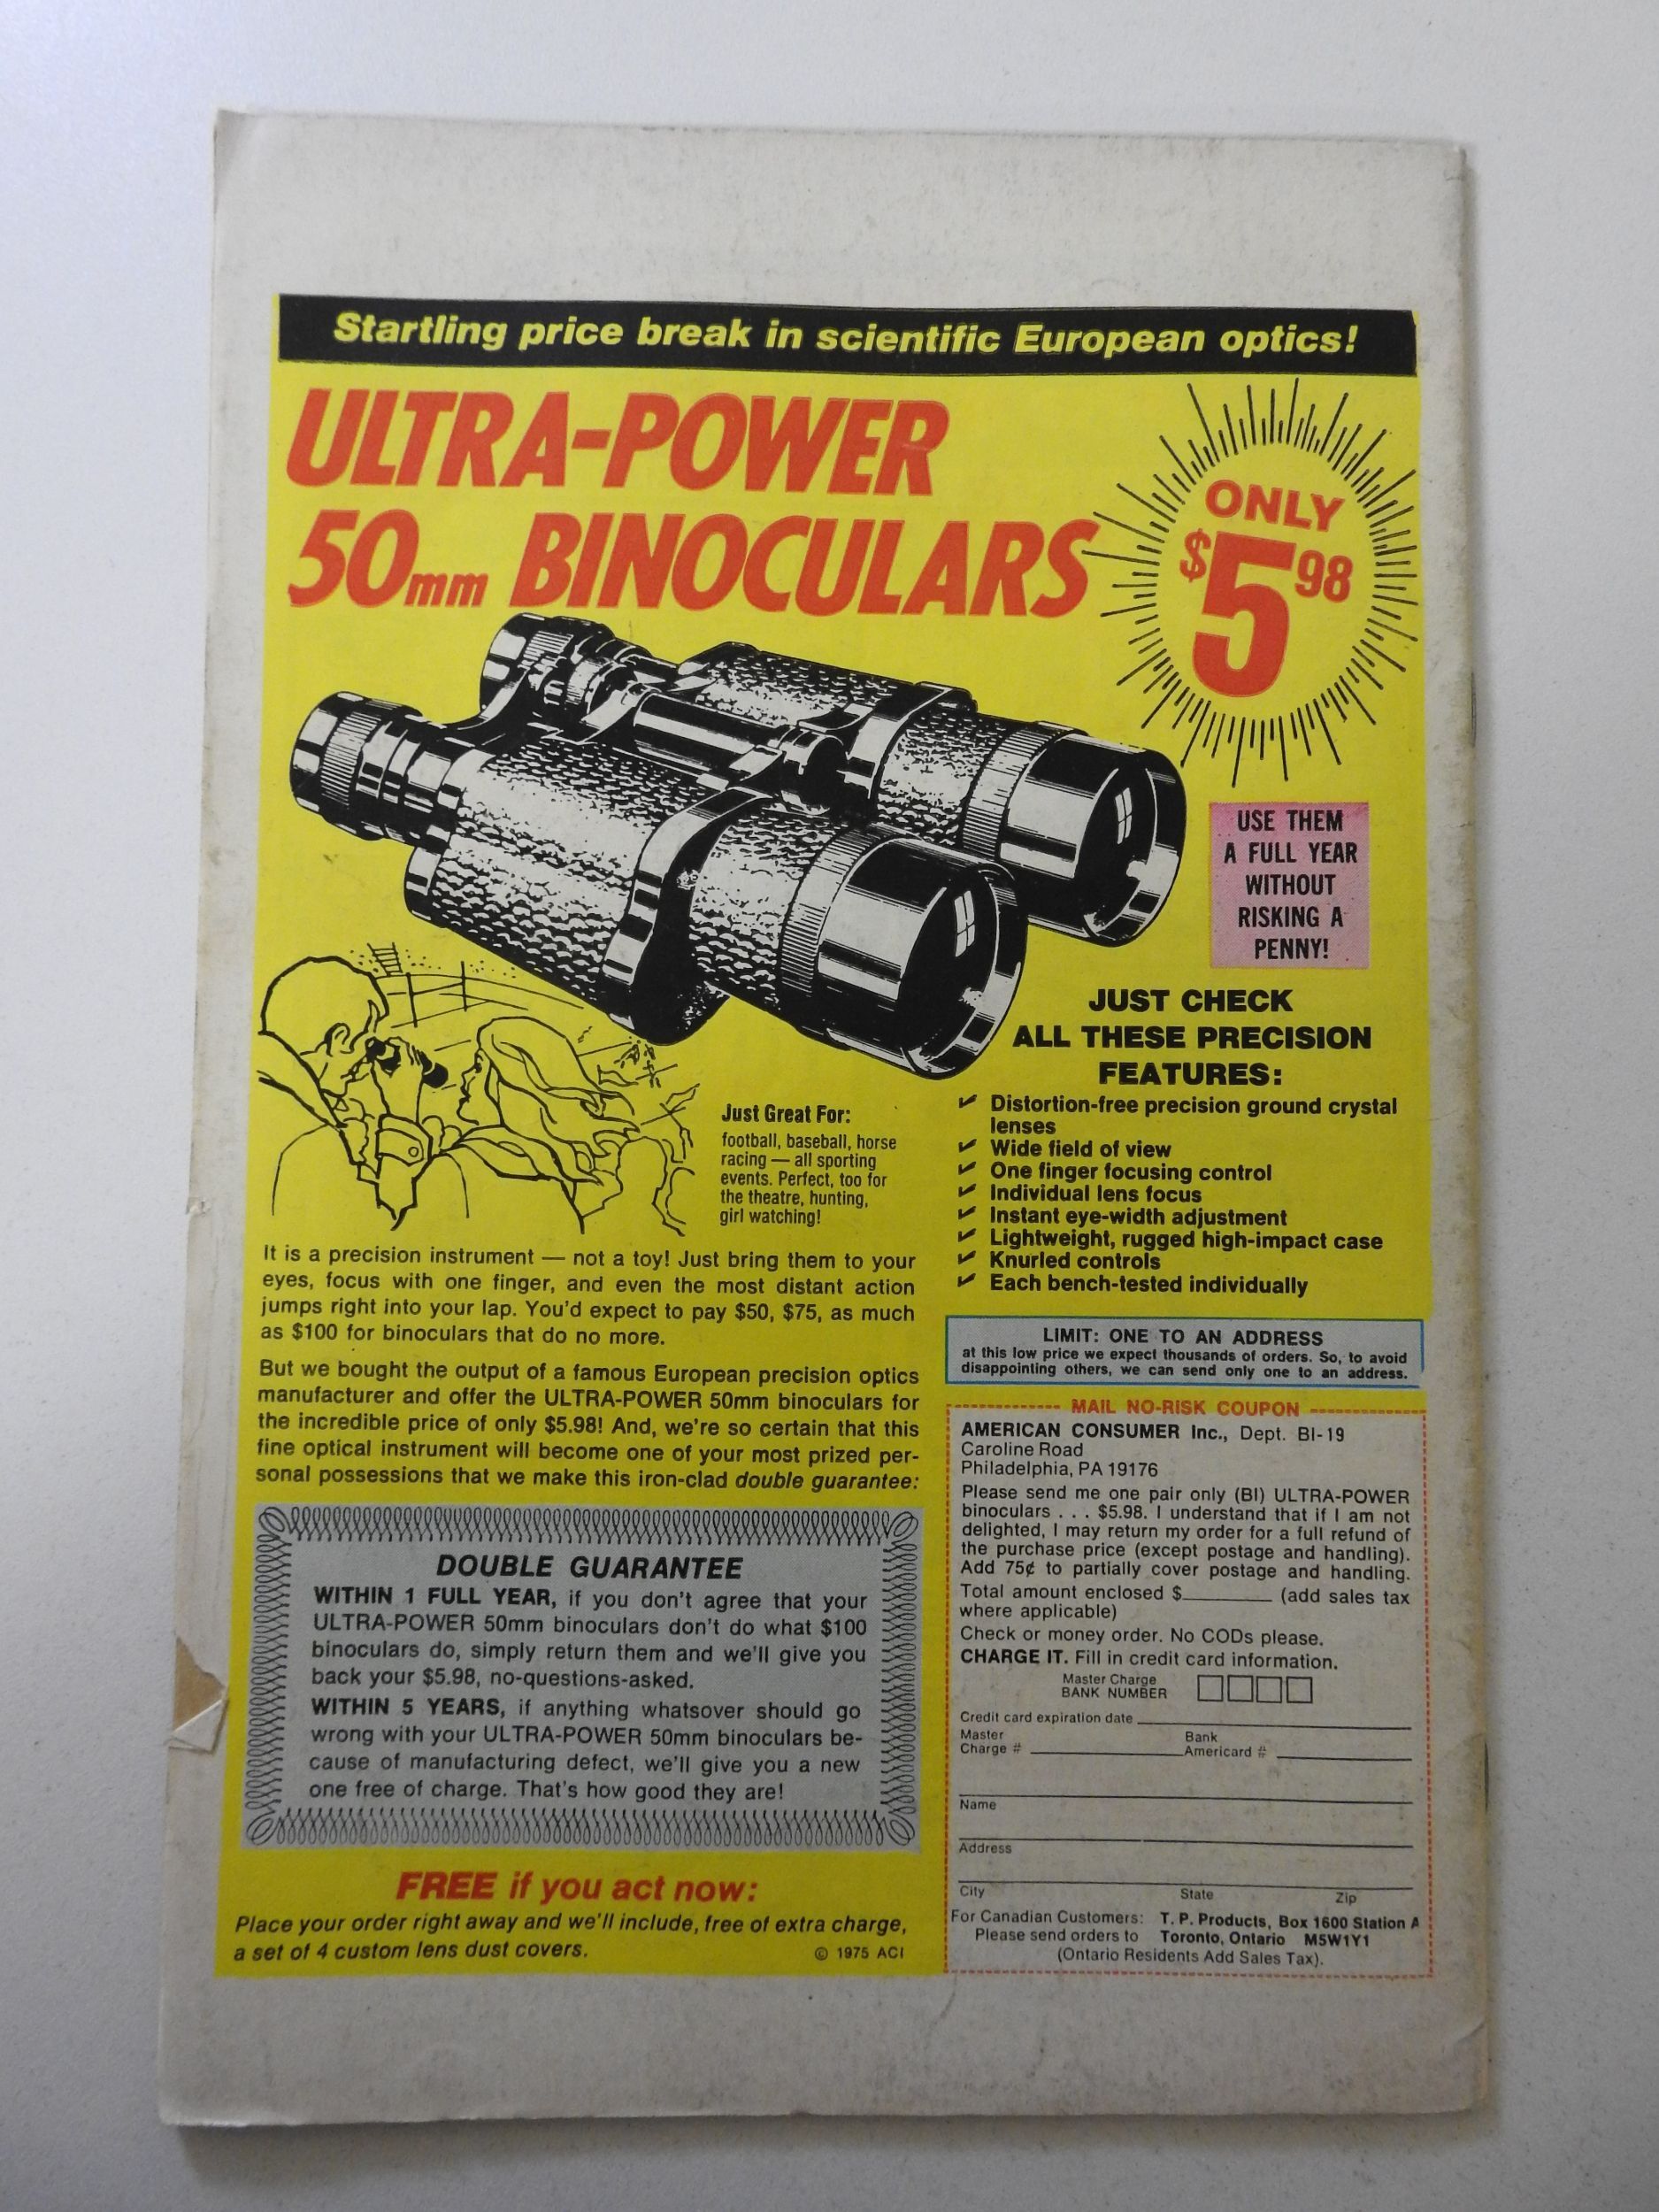 Startling price break in scientific European optics!
ULTRA-POWER
50mm BINOCULARS
ONLY
$5.98
USE THEM
A FULL YEAR
WITHOUT
RISKING A
PENNY!
JUST CHECK
ALL THESE PRECISION
FEATURES:
✓ Distortion-free precision ground crystal
lenses
✓ Wide field of view
✓ One finger focusing control
✓ Individual lens focus
✓ Instant eye-width adjustment
✓ Lightweight, rugged high-impact case
✓ Knurled controls
✓ Each bench-tested individually
Just Great For:
football, baseball, horse
racing — all sporting
events. Perfect, too for
the theatre, hunting,
girl watching!
It is a precision instrument — not a toy! Just bring them to your
eyes, focus with one finger, and even the most distant action
jumps right into your lap. You'd expect to pay $50, $75, as much
as $100 for binoculars that do no more.
But we bought the output of a famous European precision optics
manufacturer and offer the ULTRA-POWER 50mm binoculars for
the incredible price of only $5.98! And, we're so certain that this
fine optical instrument will become one of your most prized per-
sonal possessions that we make this iron-clad double guarantee:
DOUBLE GUARANTEE
WITHIN 1 FULL YEAR, if you don't agree that your
ULTRA-POWER 50mm binoculars don't do what $100
binoculars do, simply return them and we'll give you
back your $5.98, no-questions-asked.
WITHIN 5 YEARS, if anything whatsover should go
wrong with your ULTRA-POWER 50mm binoculars be-
cause of manufacturing defect, we'll give you a new
one free of charge. That's how good they are!
FREE if you act now:
Place your order right away and we'll include, free of extra charge,
a set of 4 custom lens dust covers.
© 1975 ACI
LIMIT: ONE TO AN ADDRESS
at this low price we expect thousands of orders. So, to avoid
disappointing others, we can send only one to an address.
MAIL NO-RISK COUPON
AMERICAN CONSUMER Inc., Dept. BI-19
Caroline Road
Philadelphia, PA 19176
Please send me one pair only (BI) ULTRA-POWER
binoculars . . . $5.98. I understand that if I am not
delighted, I may return my order for a full refund of
the purchase price (except postage and handling).
Add 75¢ to partially cover postage and handling.
Total amount enclosed $________ (add sales tax
where applicable)
Check or money order. No CODs please.
CHARGE IT. Fill in credit card information.
Master Charge
BANK NUMBER
Credit card expiration date
Master Bank
Charge # Americard #
Name
Address
City State Zip
For Canadian Customers: T. P. Products, Box 1600 Station A
Please send orders to Toronto, Ontario M5W1Y1
(Ontario Residents Add Sales Tax).